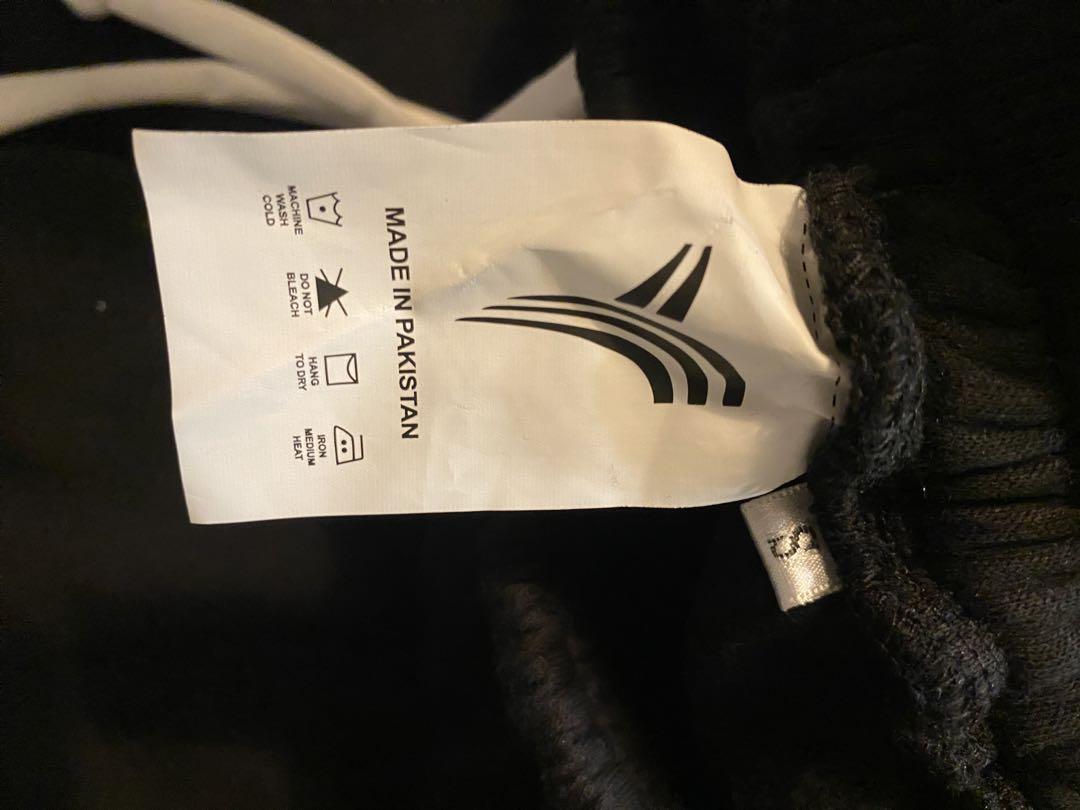 MADE IN PAKISTAN
MACHINE
WASH
COLD
DO NOT
BLEACH
HANG
TO DRY
IRON
MEDIUM
HEAT
S